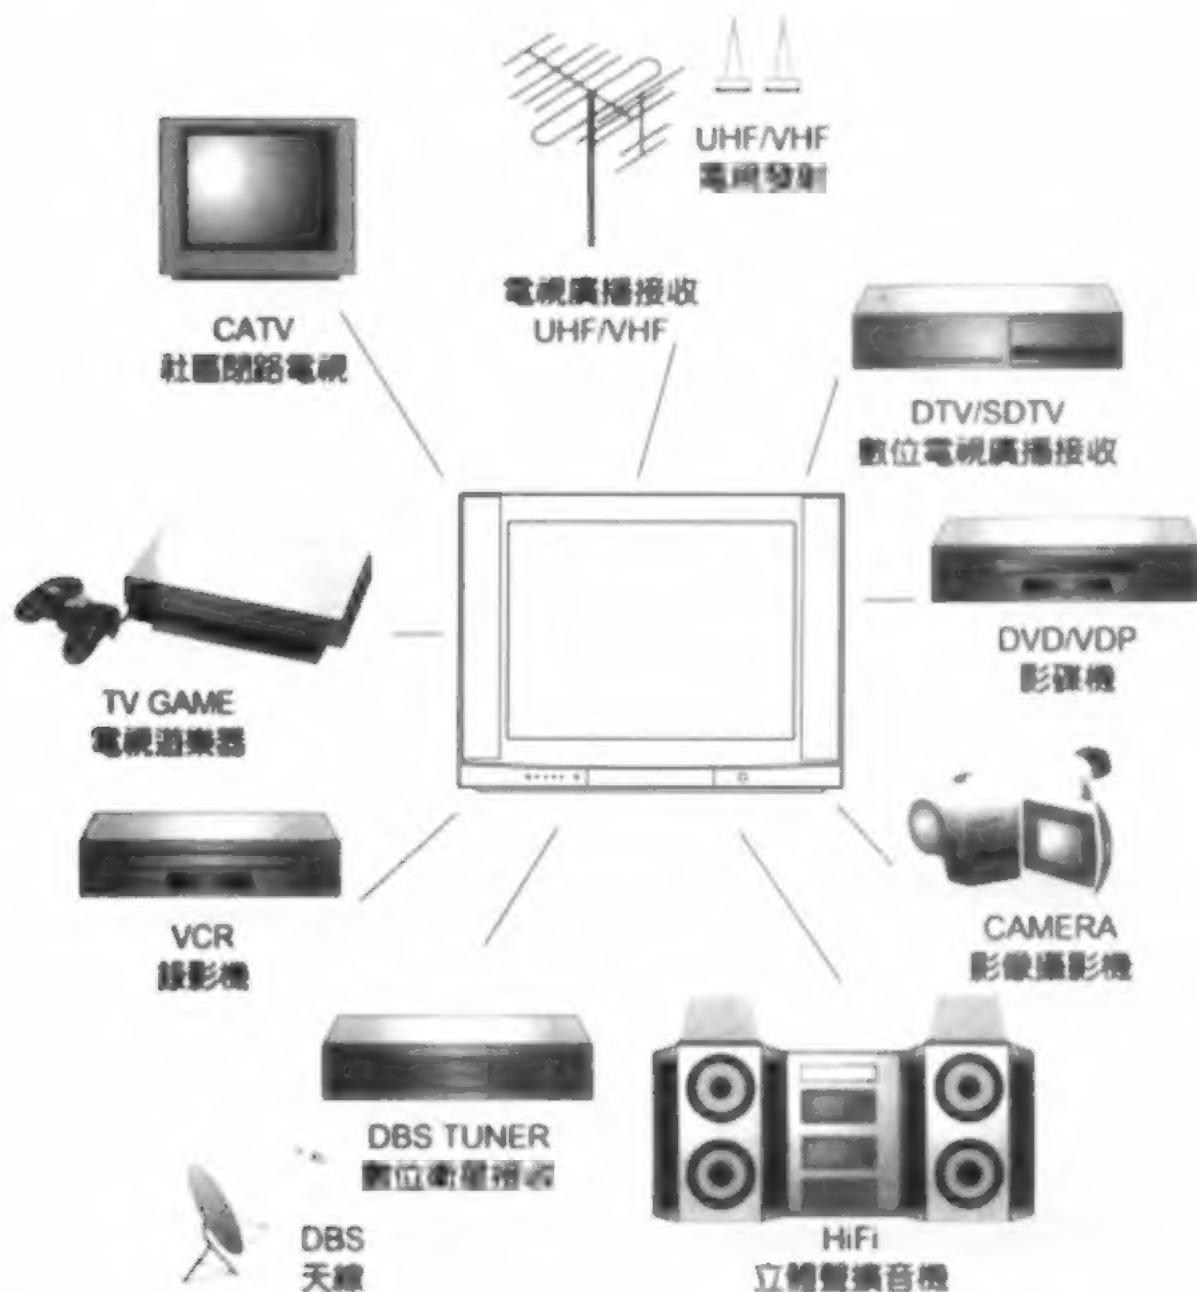 UHF/VHF
電視發射
電視廣播接收
UHF/VHF
CATV
社區閉路電視
DTV/SDTV
數位電視廣播接收
DVD/VDP
影碟機
TV GAME
電視遊樂器
VCR
錄影機
CAMERA
影像攝影機
DBS TUNER
數位衛星接收
DBS
天線
HiFi
立體聲擴音機